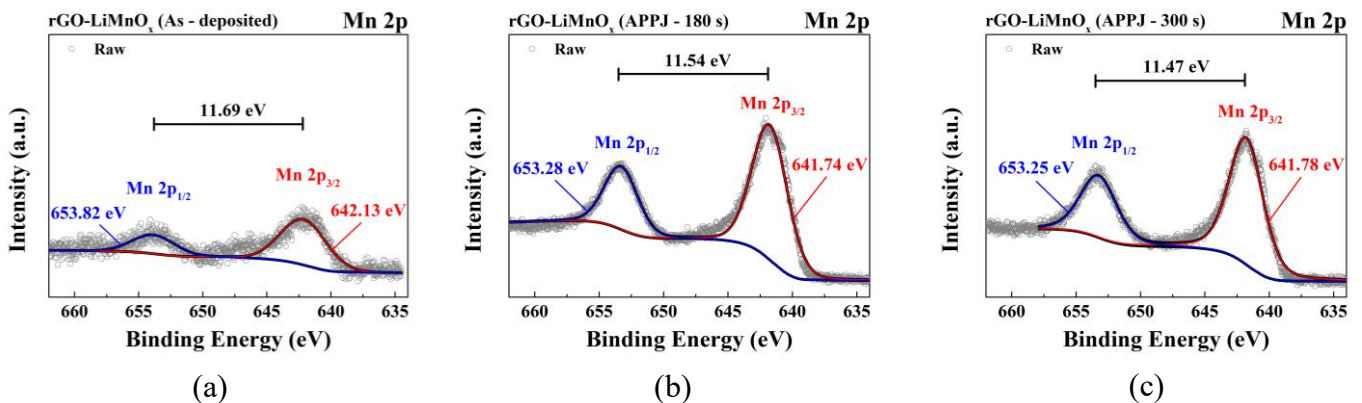 rGO-LiMnOₓ (As - deposited) Mn 2p
Raw
11.69 eV
Mn 2p₃/₂
Mn 2p₁/₂
653.82 eV
642.13 eV
Intensity (a.u.)
660 655 650 645 640 635
Binding Energy (eV)
(a)
rGO-LiMnOₓ (APPJ - 180 s) Mn 2p
Raw
11.54 eV
Mn 2p₃/₂
Mn 2p₁/₂
653.28 eV
641.74 eV
Intensity (a.u.)
660 655 650 645 640 635
Binding Energy (eV)
(b)
rGO-LiMnOₓ (APPJ - 300 s) Mn 2p
Raw
11.47 eV
Mn 2p₃/₂
Mn 2p₁/₂
653.25 eV
641.78 eV
Intensity (a.u.)
660 655 650 645 640 635
Binding Energy (eV)
(c)